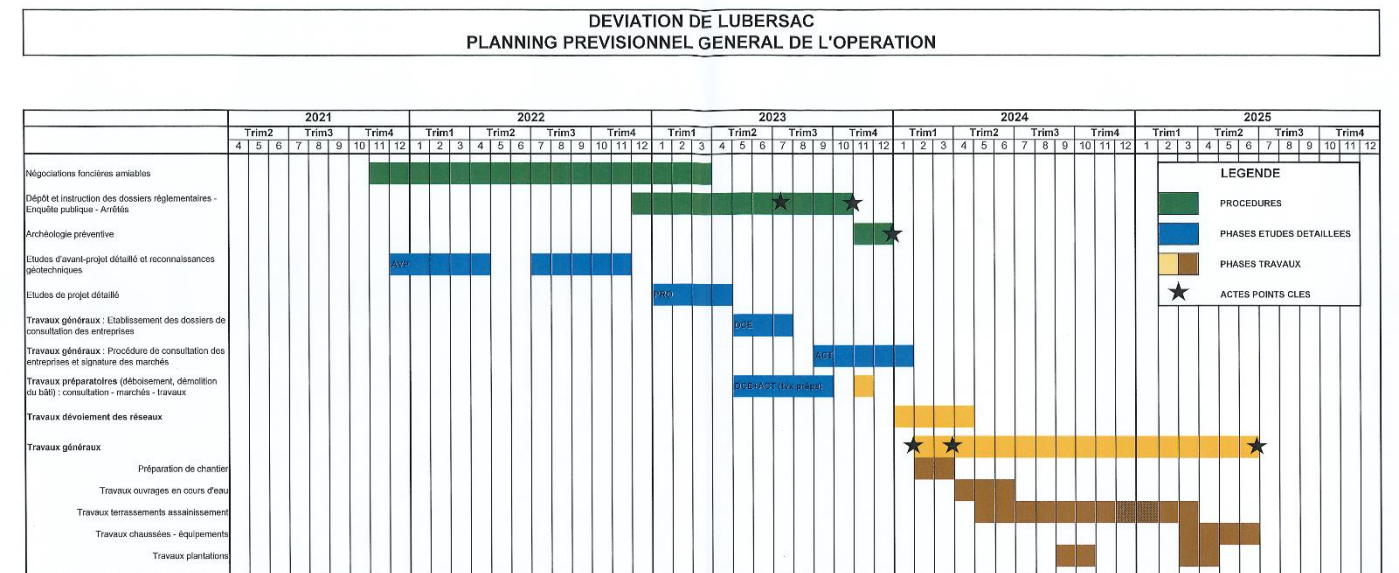 DEVIATION DE LUBERSAC
PLANNING PREVISIONNEL GENERAL DE L'OPERATION
2021 2022 2023 2024 2025
Trim2 Trim3 Trim4 Trim1 Trim2 Trim3 Trim4 Trim1 Trim2 Trim3 Trim4 Trim1 Trim2 Trim3 Trim4 Trim1 Trim2 Trim3 Trim4
4 5 6 7 8 9 10 11 12 1 2 3 4 5 6 7 8 9 10 11 12 1 2 3 4 5 6 7 8 9 10 11 12 1 2 3 4 5 6 7 8 9 10 11 12 1 2 3 4 5 6 7 8 9 10 11 12
Négociations foncières amiables
LEGENDE
Dépôt et instruction des dossiers réglementaires -
Enquête publique - Arrêtés
PROCEDURES
Archéologie préventive
PHASES ETUDES DETAILLEES
Etudes d'avant-projet détaillé et reconnaissances
géotechniques
AVP
PHASES TRAVAUX
Etudes de projet détaillé
PRO
ACTES POINTS CLES
Travaux généraux : Etablissement des dossiers de
consultation des entreprises
DCE
Travaux généraux : Procédure de consultation des
entreprises et signature des marchés
ACT
Travaux préparatoires (déboisement, démolition
du bâti) : consultation - marchés - travaux
DCE+ACT (tvx prépa)
Travaux dévoiement des réseaux
Travaux généraux
Préparation de chantier
Travaux ouvrages en cours d'eau
Travaux terrassements assainissement
Travaux chaussées - équipements
Travaux plantations